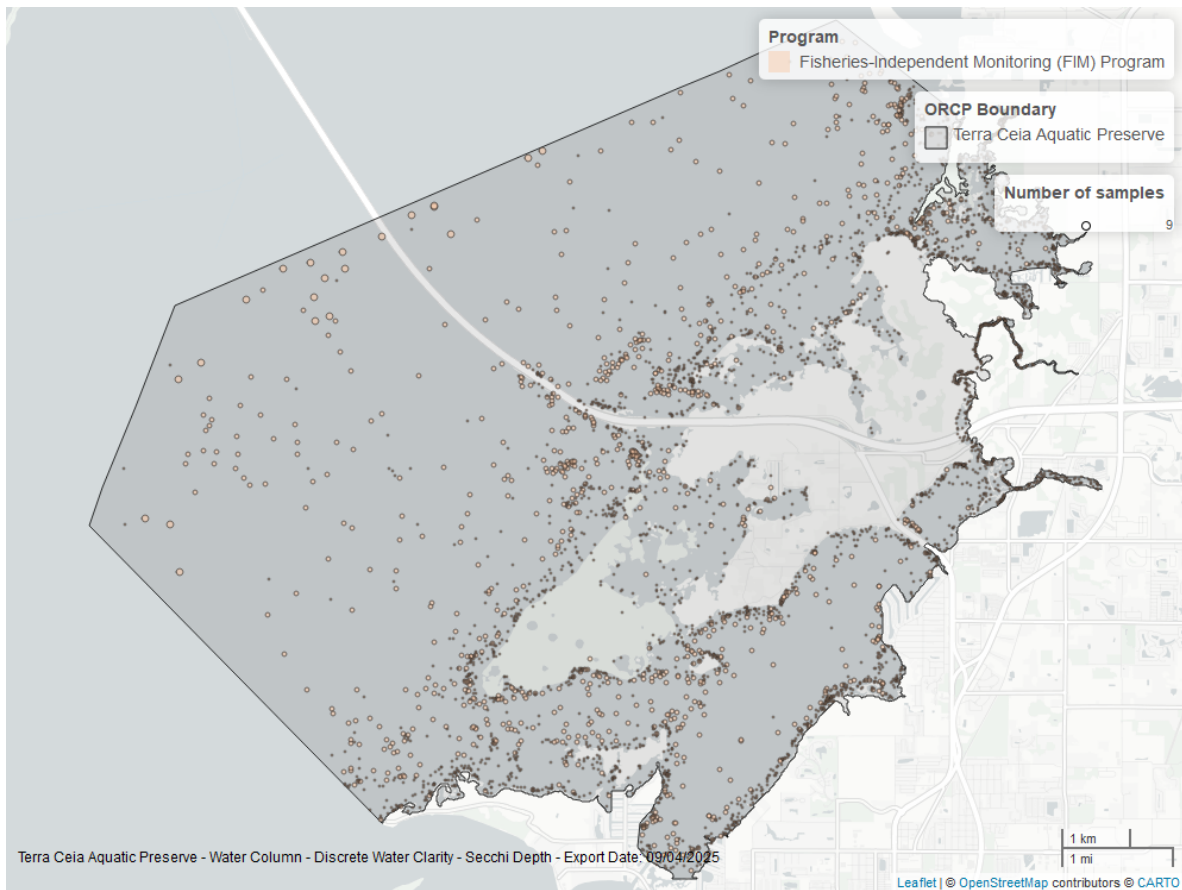 Program
Fisheries-Independent Monitoring (FIM) Program
ORCP Boundary
Terra Ceia Aquatic Preserve
Number of samples
9
1 km
1 mi
Terra Ceia Aquatic Preserve - Water Column - Discrete Water Clarity - Secchi Depth - Export Date: 09/04/2025
Leaflet | © OpenStreetMap contributors © CARTO